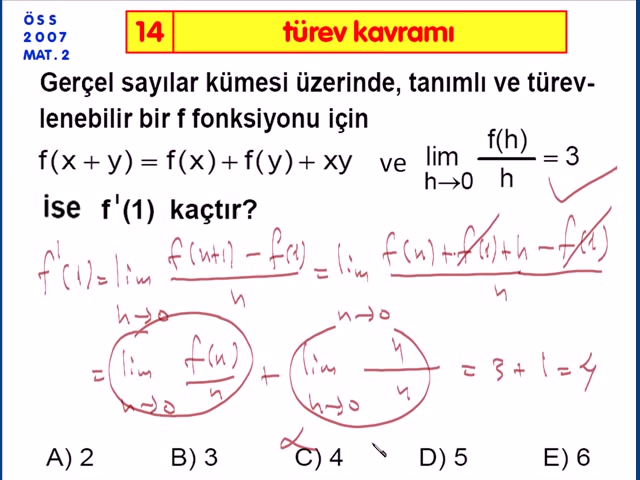 ÖSS
2007
MAT. 2
14 türev kavramı
Gerçel sayılar kümesi üzerinde, tanımlı ve türev-
lenebilir bir f fonksiyonu için
f(x + y) = f(x) + f(y) + xy ve lim h→0 f(h)/h = 3
ise f'(1) kaçtır?
f'(1) = lim h→0 f(h+1) - f(1) / h = lim h→0 f(h) + f(1) + h - f(1) / h
= lim h→0 f(h)/h + lim h→0 h/h = 3 + 1 = 4
A) 2 B) 3 C) 4 D) 5 E) 6